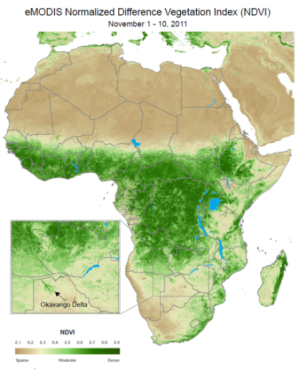 eMODIS Normalized Difference Vegetation Index (NDVI)
November 1 - 10, 2011
Okavango Delta
NDVI
0.1 0.2 0.3 0.4 0.5 0.6 0.7 0.8 0.9
Sparse Moderate Dense